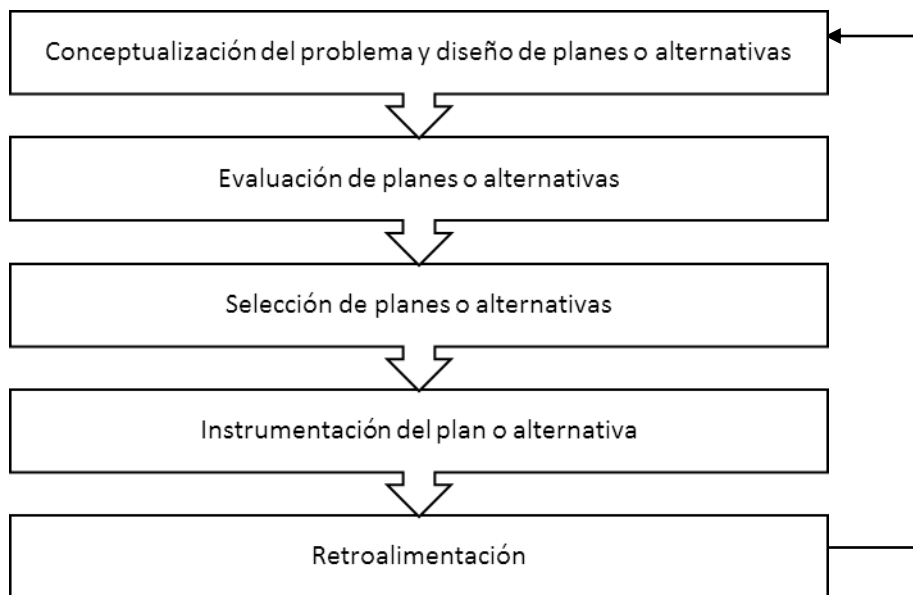 Conceptualización del problema y diseño de planes o alternativas
Evaluación de planes o alternativas
Selección de planes o alternativas
Instrumentación del plan o alternativa
Retroalimentación